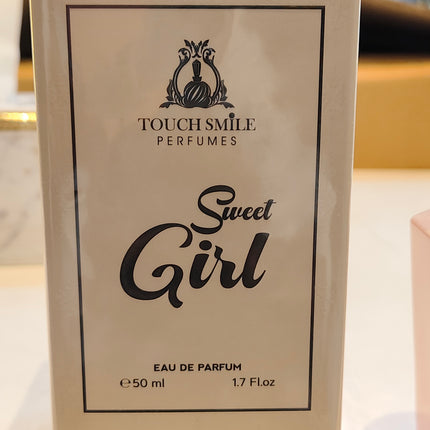 TOUCH SMiLE
PERFUMES
Sweet
Girl
EAU DE PARFUM
℮50 ml 1.7 Fl.oz